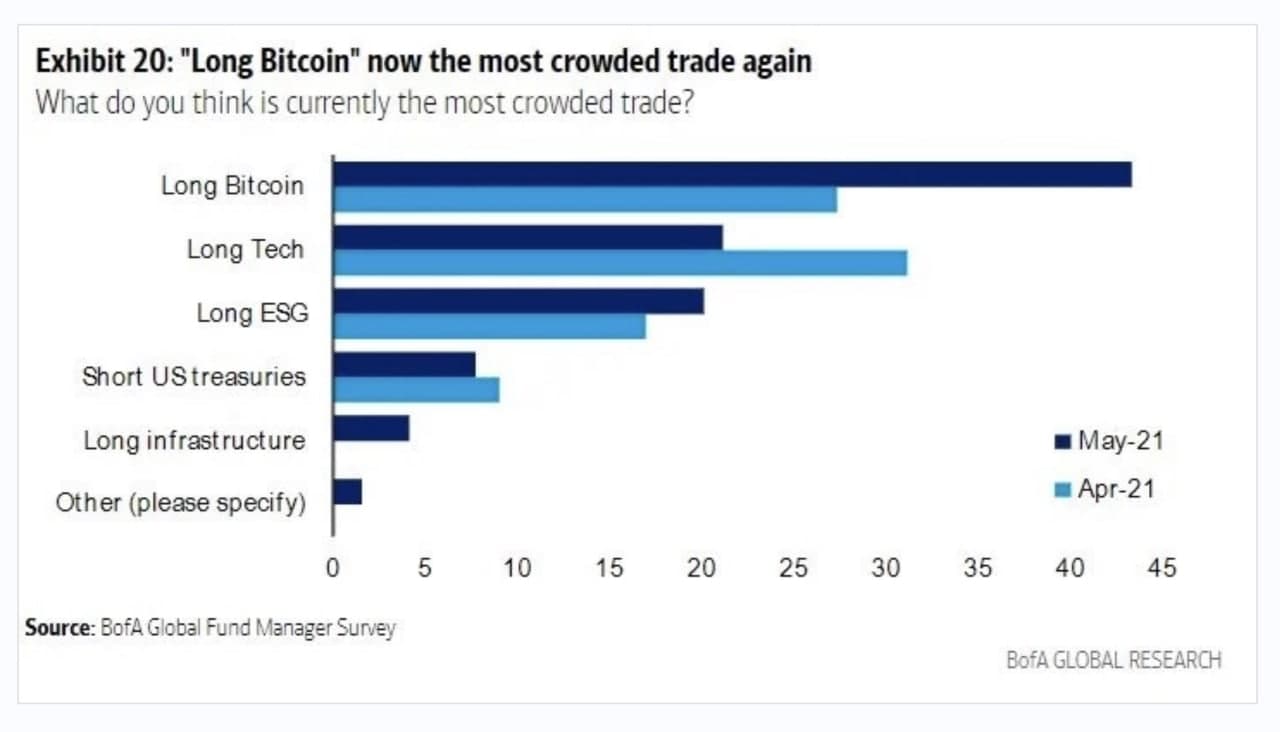 Exhibit 20: "Long Bitcoin" now the most crowded trade again
What do you think is currently the most crowded trade?
Long Bitcoin
Long Tech
Long ESG
Short US treasuries
Long infrastructure
Other (please specify)
May-21
Apr-21
0 5 10 15 20 25 30 35 40 45
Source: BofA Global Fund Manager Survey
BofA GLOBAL RESEARCH